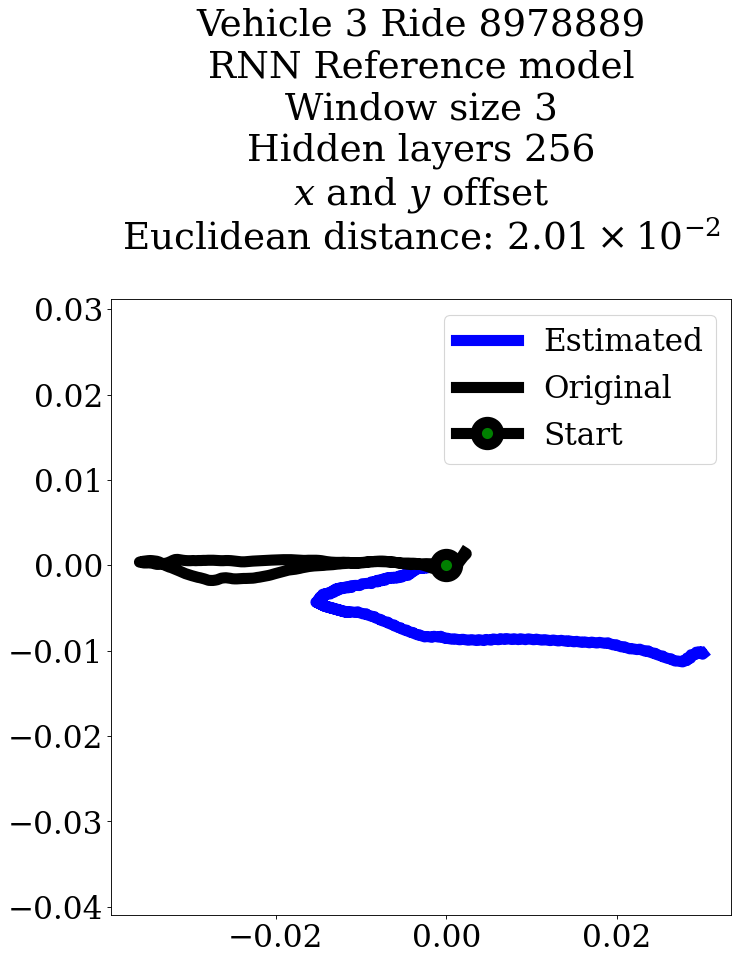 Vehicle 3 Ride 8978889
RNN Reference model
Window size 3
Hidden layers 256
x and y offset
Euclidean distance: 2.01 × 10⁻²
Estimated
Original
Start
0.03
0.02
0.01
0.00
−0.01
−0.02
−0.03
−0.04
−0.02 0.00 0.02